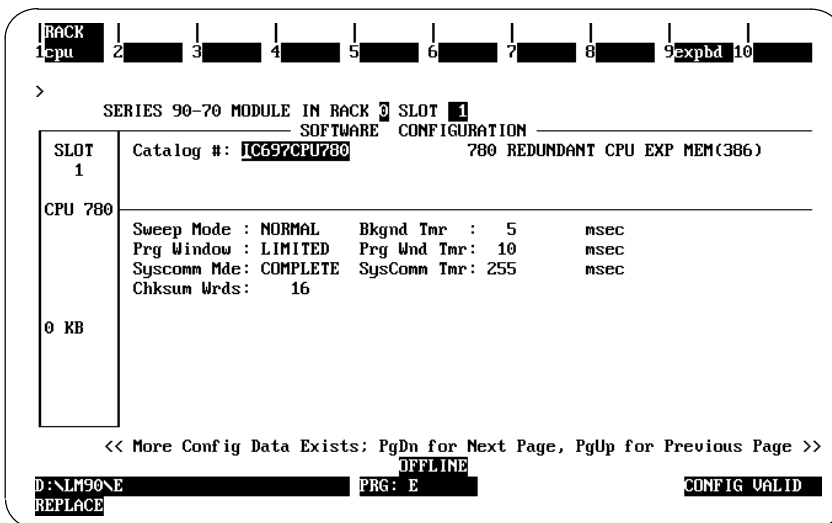 RACK
1cpu 2 3 4 5 6 7 8 9expbd 10
>
SERIES 90-70 MODULE IN RACK 0 SLOT 1
SOFTWARE CONFIGURATION
SLOT Catalog #: IC697CPU780 780 REDUNDANT CPU EXP MEM(386)
1
CPU 780
Sweep Mode : NORMAL Bkgnd Tmr : 5 msec
Prg Window : LIMITED Prg Wnd Tmr: 10 msec
Syscomm Mde: COMPLETE SysComm Tmr: 255 msec
Chksum Wrds: 16
0 KB
<< More Config Data Exists; PgDn for Next Page, PgUp for Previous Page >>
OFFLINE
D:\LM90\E PRG: E CONFIG VALID
REPLACE